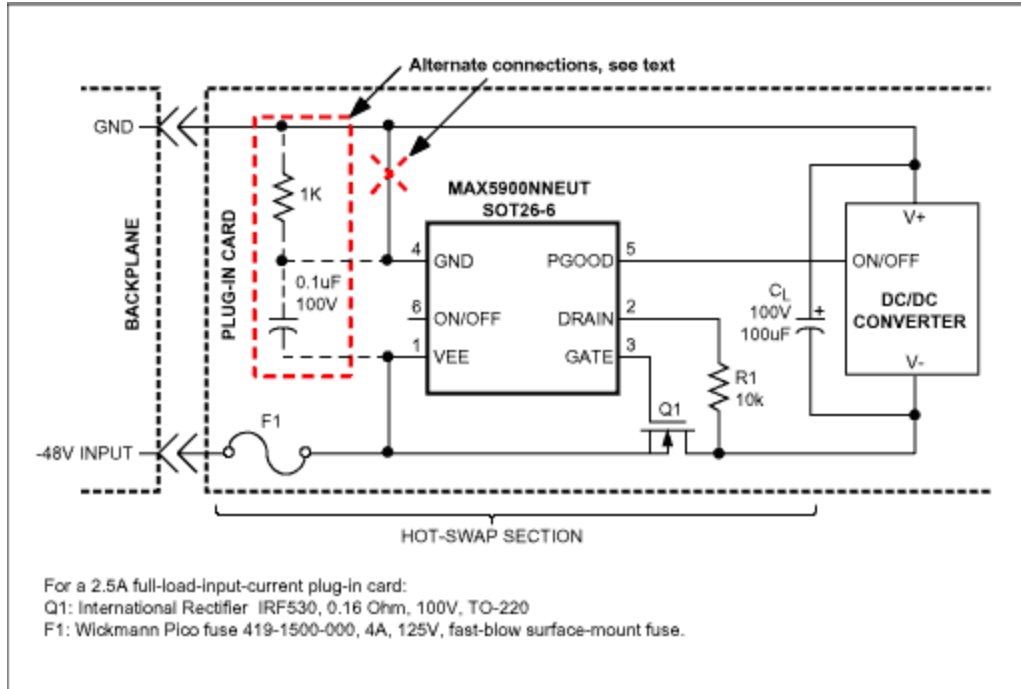 Alternate connections, see text
GND
BACKPLANE
PLUG-IN CARD
1K
0.1uF
100V
MAX5900NNEUT
SOT26-6
4
GND
PGOOD
5
6
ON/OFF
DRAIN
2
1
VEE
GATE
3
V+
ON/OFF
DC/DC
CONVERTER
V-
CL
100V
+
100uF
R1
10k
Q1
F1
-48V INPUT
HOT-SWAP SECTION
For a 2.5A full-load-input-current plug-in card:
Q1: International Rectifier IRF530, 0.16 Ohm, 100V, TO-220
F1: Wickmann Pico fuse 419-1500-000, 4A, 125V, fast-blow surface-mount fuse.